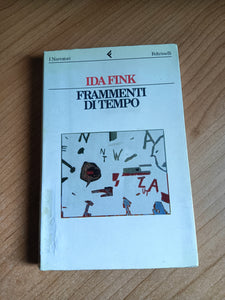 I Narratori
Feltrinelli
IDA FINK
FRAMMENTI
DI TEMPO